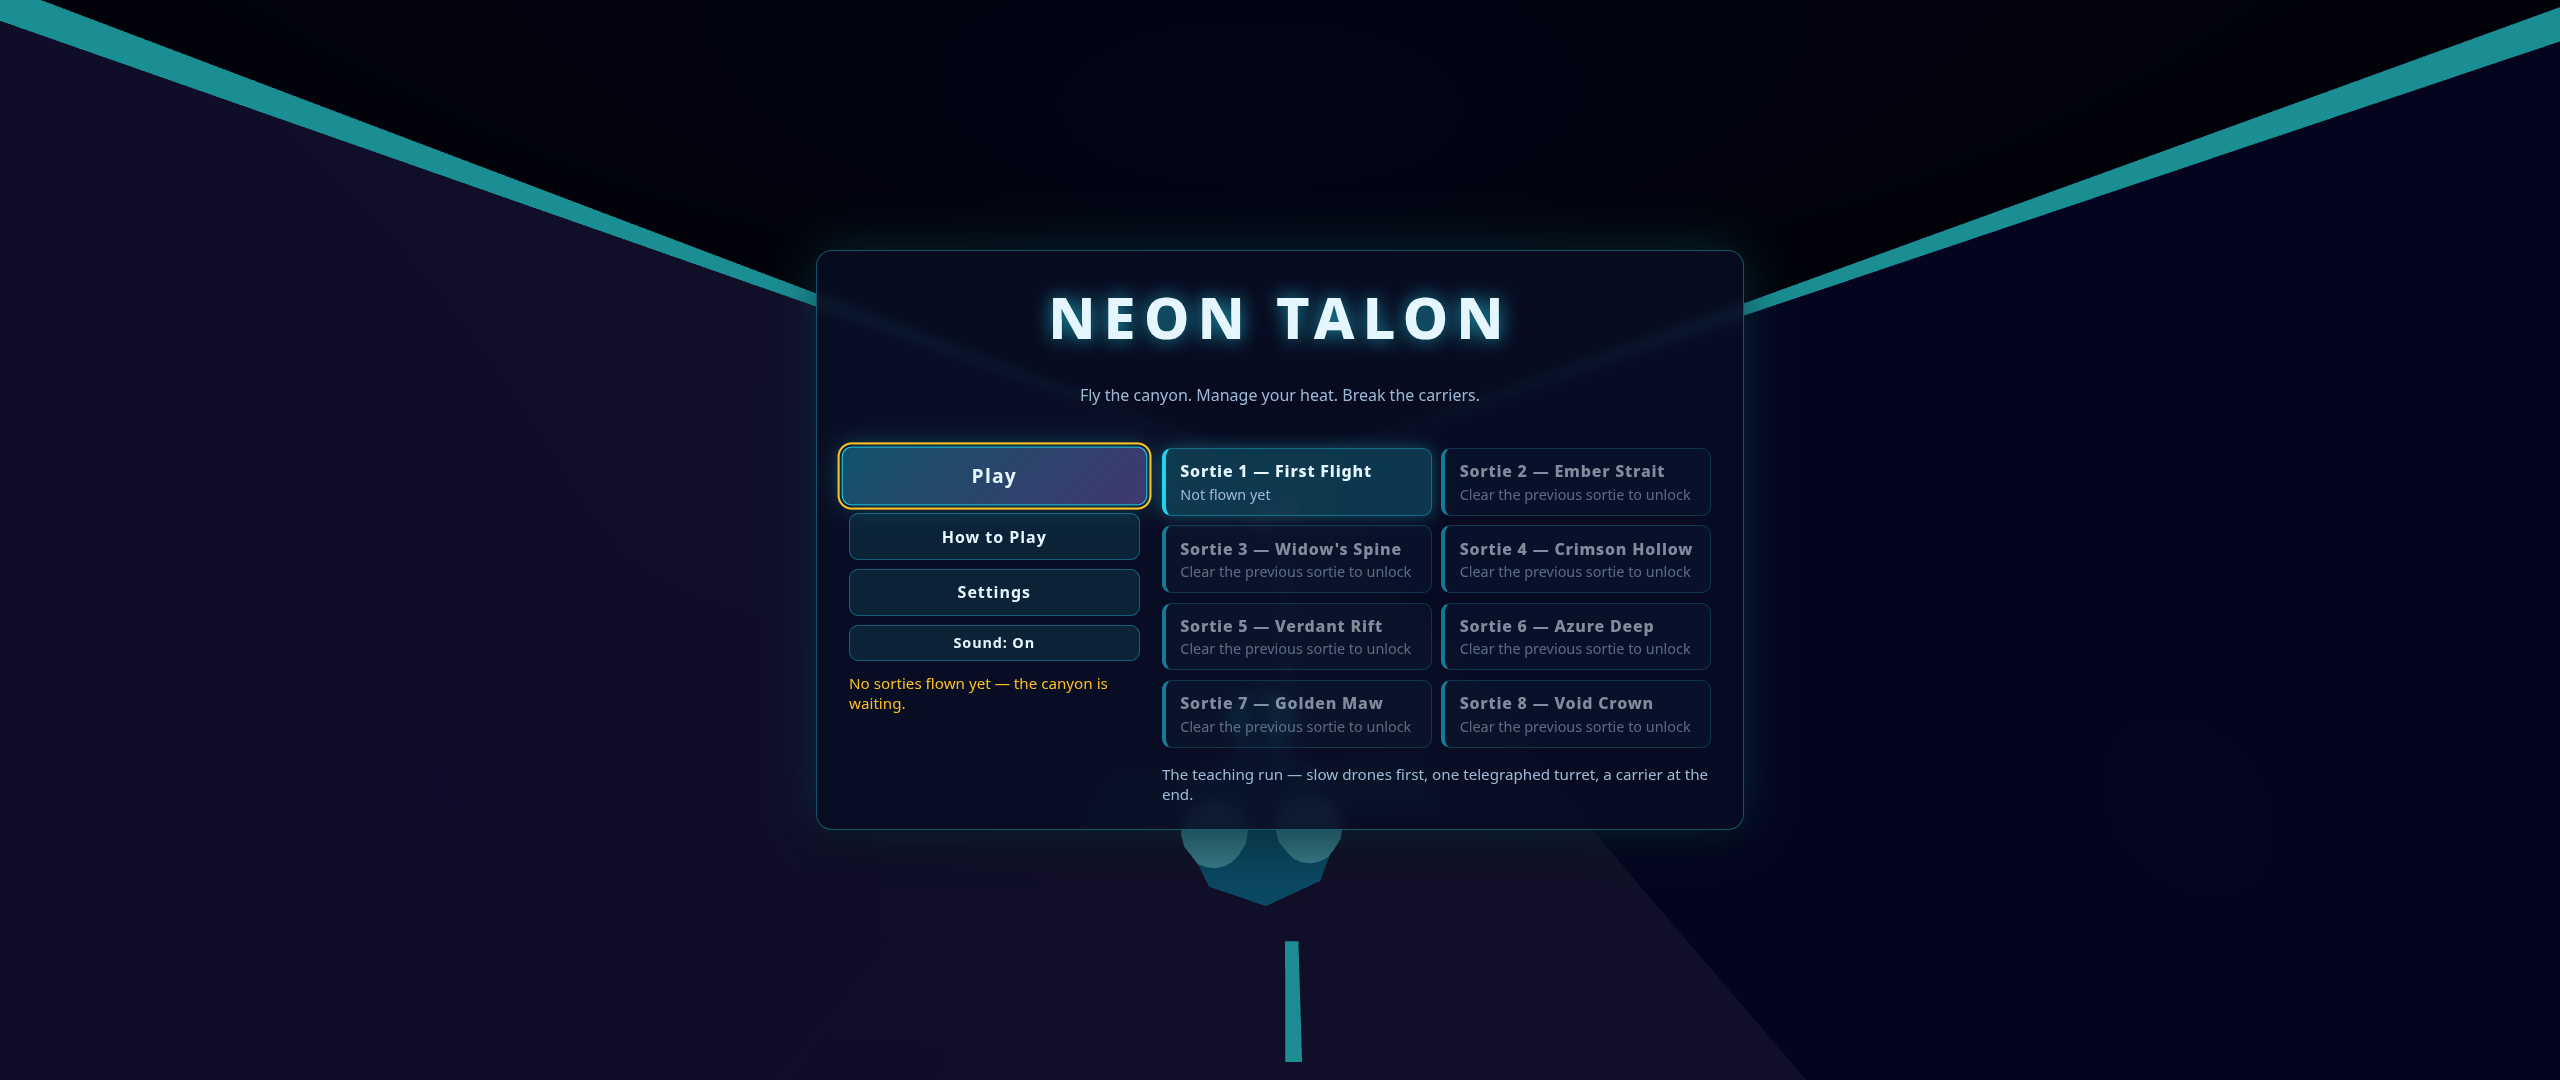 NEON TALON
Fly the canyon. Manage your heat. Break the carriers.
Play
How to Play
Settings
Sound: On
No sorties flown yet — the canyon is
waiting.
Sortie 1 — First Flight
Not flown yet
Sortie 2 — Ember Strait
Clear the previous sortie to unlock
Sortie 3 — Widow's Spine
Clear the previous sortie to unlock
Sortie 4 — Crimson Hollow
Clear the previous sortie to unlock
Sortie 5 — Verdant Rift
Clear the previous sortie to unlock
Sortie 6 — Azure Deep
Clear the previous sortie to unlock
Sortie 7 — Golden Maw
Clear the previous sortie to unlock
Sortie 8 — Void Crown
Clear the previous sortie to unlock
The teaching run — slow drones first, one telegraphed turret, a carrier at the
end.